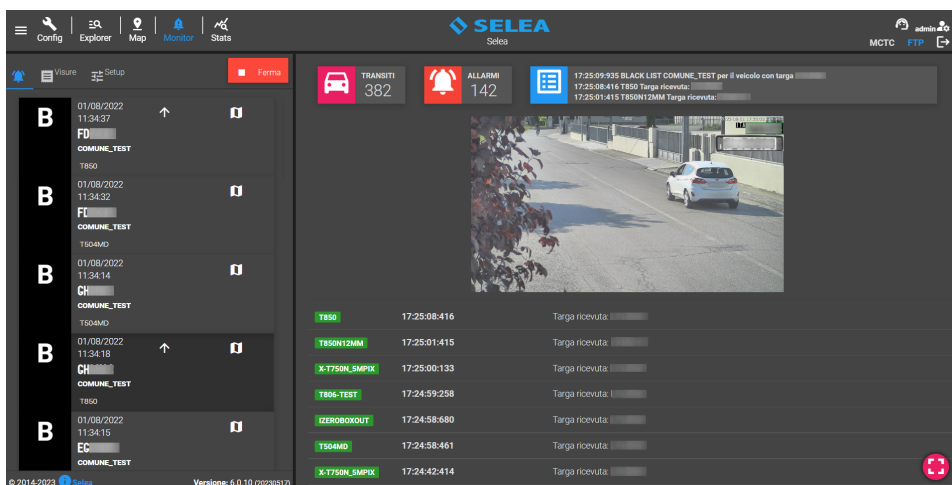 Config
Explorer
Map
Monitor
Stats
SELEA
Selea
admin
MCTC FTP
Visure
Setup
Ferma
B
01/08/2022
11:34:37
FD
COMUNE_TEST
T850
B
01/08/2022
11:34:32
COMUNE_TEST
T504MD
B
01/08/2022
11:34:14
GH
COMUNE_TEST
T504MD
B
01/08/2022
11:34:18
GH
COMUNE_TEST
T850
B
01/08/2022
11:34:15
EG
COMUNE_TEST
© 2014-2023 Selea Versione: 6.0.10 (20230517)
TRANSITI
382
ALLARMI
142
17:25:09:935 BLACK LIST COMUNE_TEST per il veicolo con targa
17:25:08:416 T850 Targa ricevuta:
17:25:01:415 T850N12MM Targa ricevuta:
ITA
T850 17:25:08:416 Targa ricevuta:
T850N12MM 17:25:01:415 Targa ricevuta:
X-T750N_5MPIX 17:25:00:133 Targa ricevuta:
T806-TEST 17:24:59:258 Targa ricevuta:
IZEROBOXOUT 17:24:58:680 Targa ricevuta:
T504MD 17:24:58:461 Targa ricevuta:
X-T750N_5MPIX 17:24:42:414 Targa ricevuta: